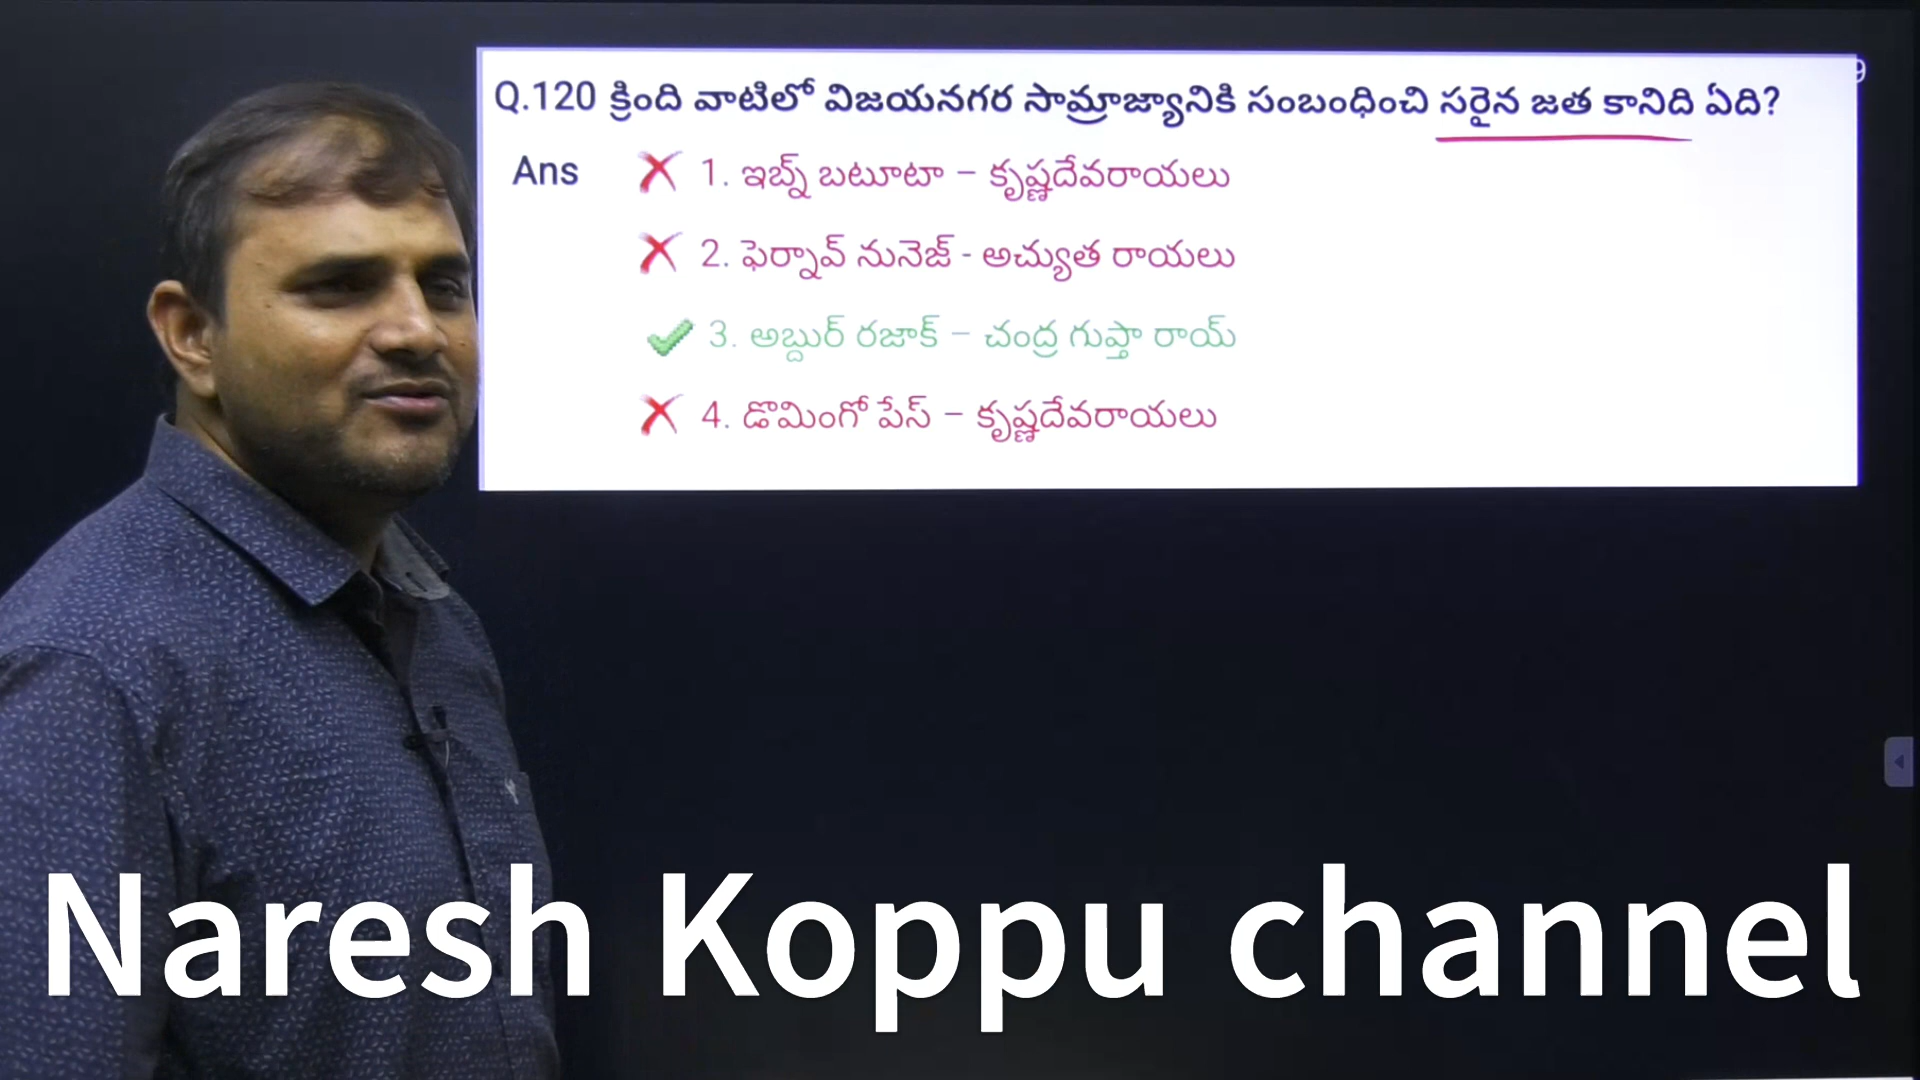 Q.120 క్రింది వాటిలో విజయనగర సామ్రాజ్యానికి సంబంధించి సరైన జత కానిది ఏది?
Ans
1. ఇబ్న్ బటూటా – కృష్ణదేవరాయలు
2. ఫెర్నావ్ నునెజ్ - అచ్యుత రాయలు
3. అబ్దుర్ రజాక్ – చంద్ర గుప్తా రాయ్
4. డొమింగో పేస్ – కృష్ణదేవరాయలు
Naresh Koppu channel